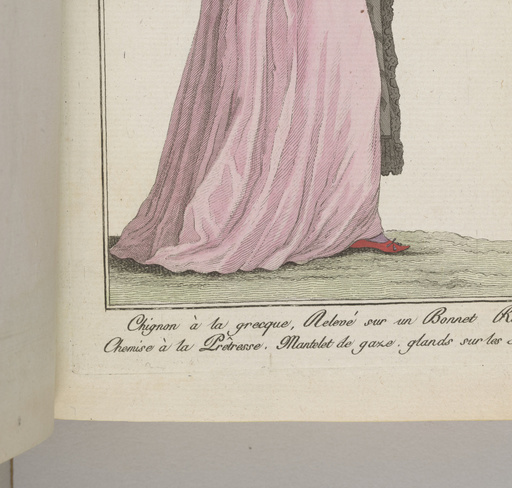 Chignon à la grecque, Relevé sur un Bonnet
Chemise à la Prêtresse. Mantelet de gaze. glands sur les